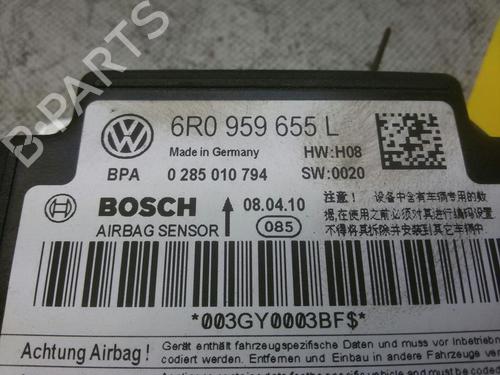 B-PARTS
6R0 959 655 L
Made in Germany HW:H08
BPA 0 285 010 794 SW:0020
BOSCH 08.04.10
AIRBAG SENSOR 085
注意! 设备中含有车辆专用的数
据,在使用之前必须对其进行编码设置
不得将其拆除并安装到其它车辆中.
*003GY0003BF$*
Achtung Airbag!
Gerät enthält fahrzeugspezifische Daten und muss vor Inbetrieb
codiert werden. Entfernen und Einbau in andere Fahrzeuge